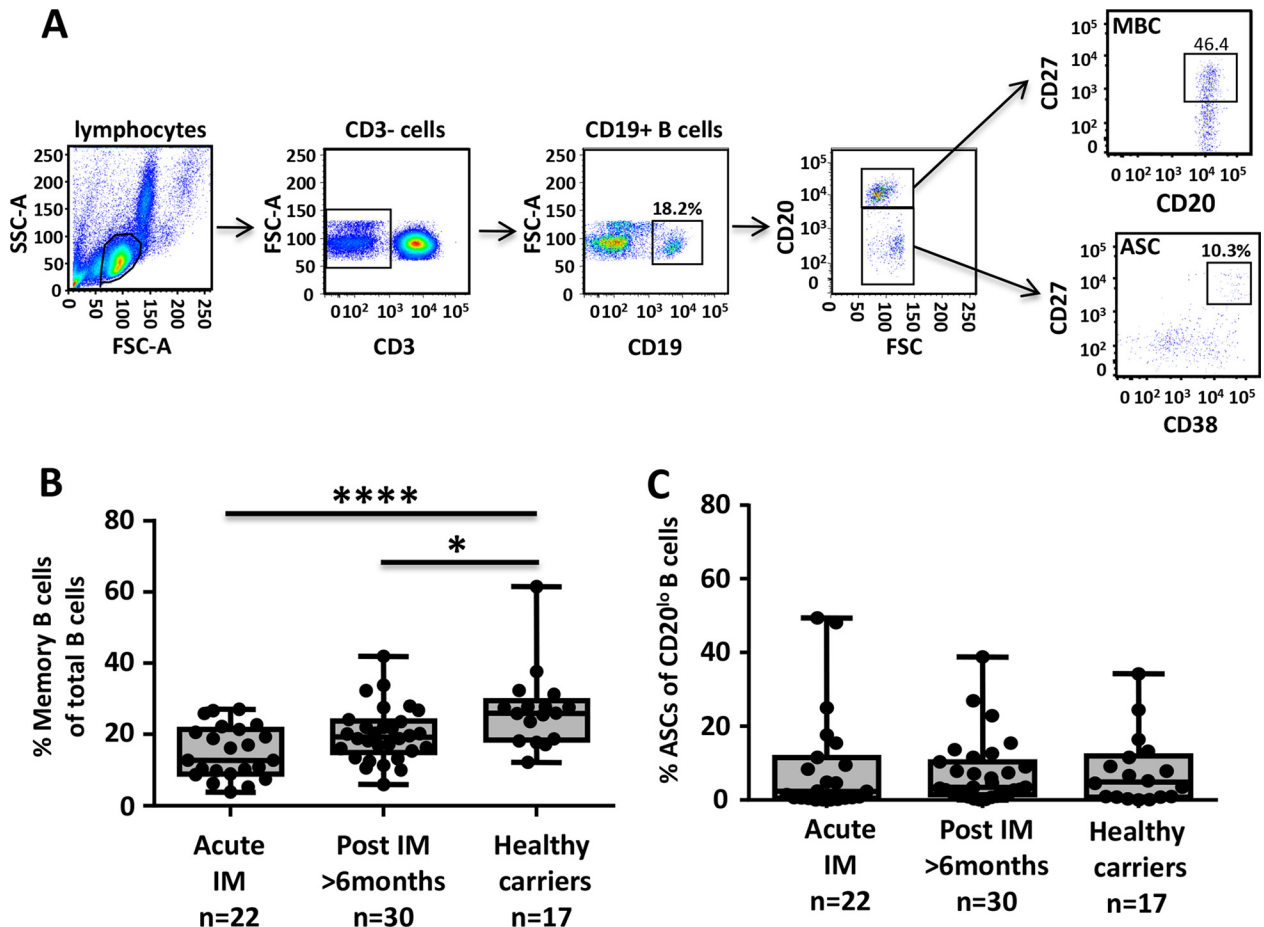 A
lymphocytes
SSC-A
250
200
150
100
50
0
0 50 100 150 200 250
FSC-A
CD3- cells
FSC-A
250
200
150
100
50
0
0 10² 10³ 10⁴ 10⁵
CD3
CD19+ B cells
FSC-A
250
200
150
100
50
0
18.2%
0 10² 10³ 10⁴ 10⁵
CD19
CD20
10⁵
10⁴
10³
10²
0
0 50 100 150 200 250
FSC
MBC
46.4
CD27
10⁵
10⁴
10³
10²
0
0 10² 10³ 10⁴ 10⁵
CD20
ASC
10.3%
CD27
10⁵
10⁴
10³
10²
0
0 10² 10³ 10⁴ 10⁵
CD38
B
% Memory B cells
of total B cells
80
60
40
20
0
****
*
Acute
IM
n=22
Post IM
>6months
n=30
Healthy
carriers
n=17
C
% ASCs of CD20ˡᵒ B cells
80
60
40
20
0
Acute
IM
n=22
Post IM
>6months
n=30
Healthy
carriers
n=17